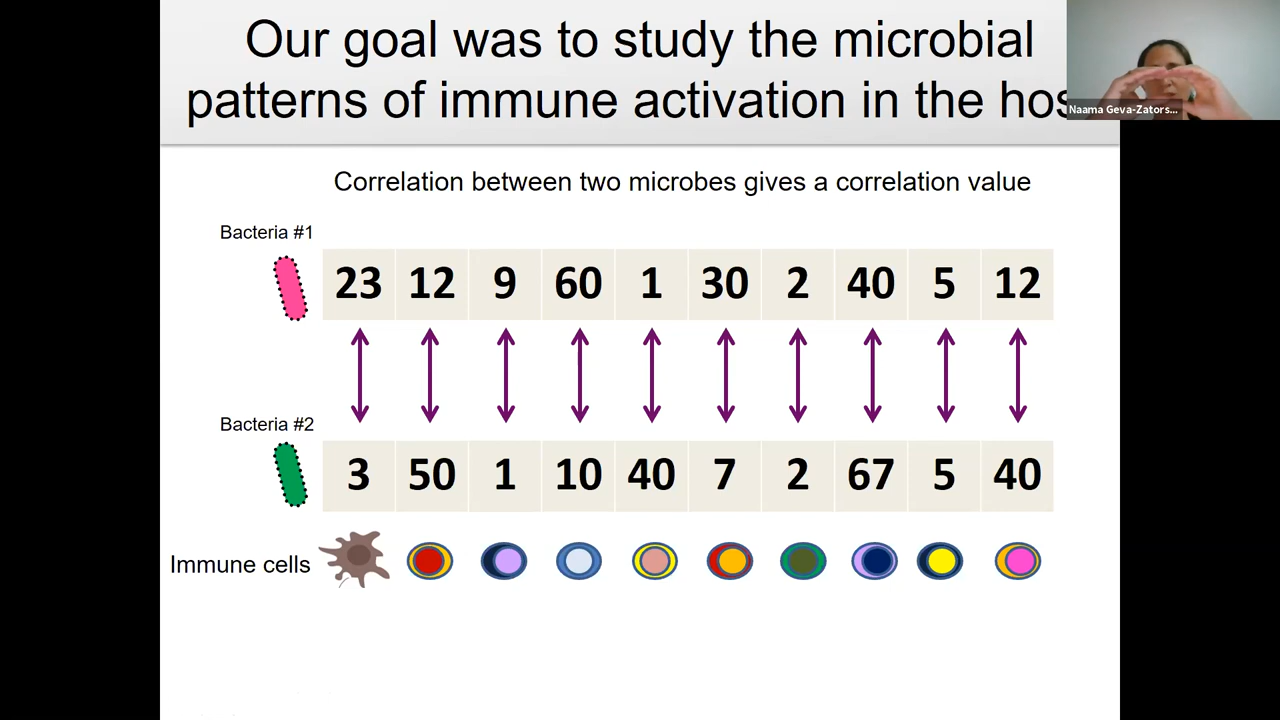 Our goal was to study the microbial
patterns of immune activation in the hos
Naama Geva-Zators...
Correlation between two microbes gives a correlation value
Bacteria #1
23 12 9 60 1 30 2 40 5 12
Bacteria #2
3 50 1 10 40 7 2 67 5 40
Immune cells